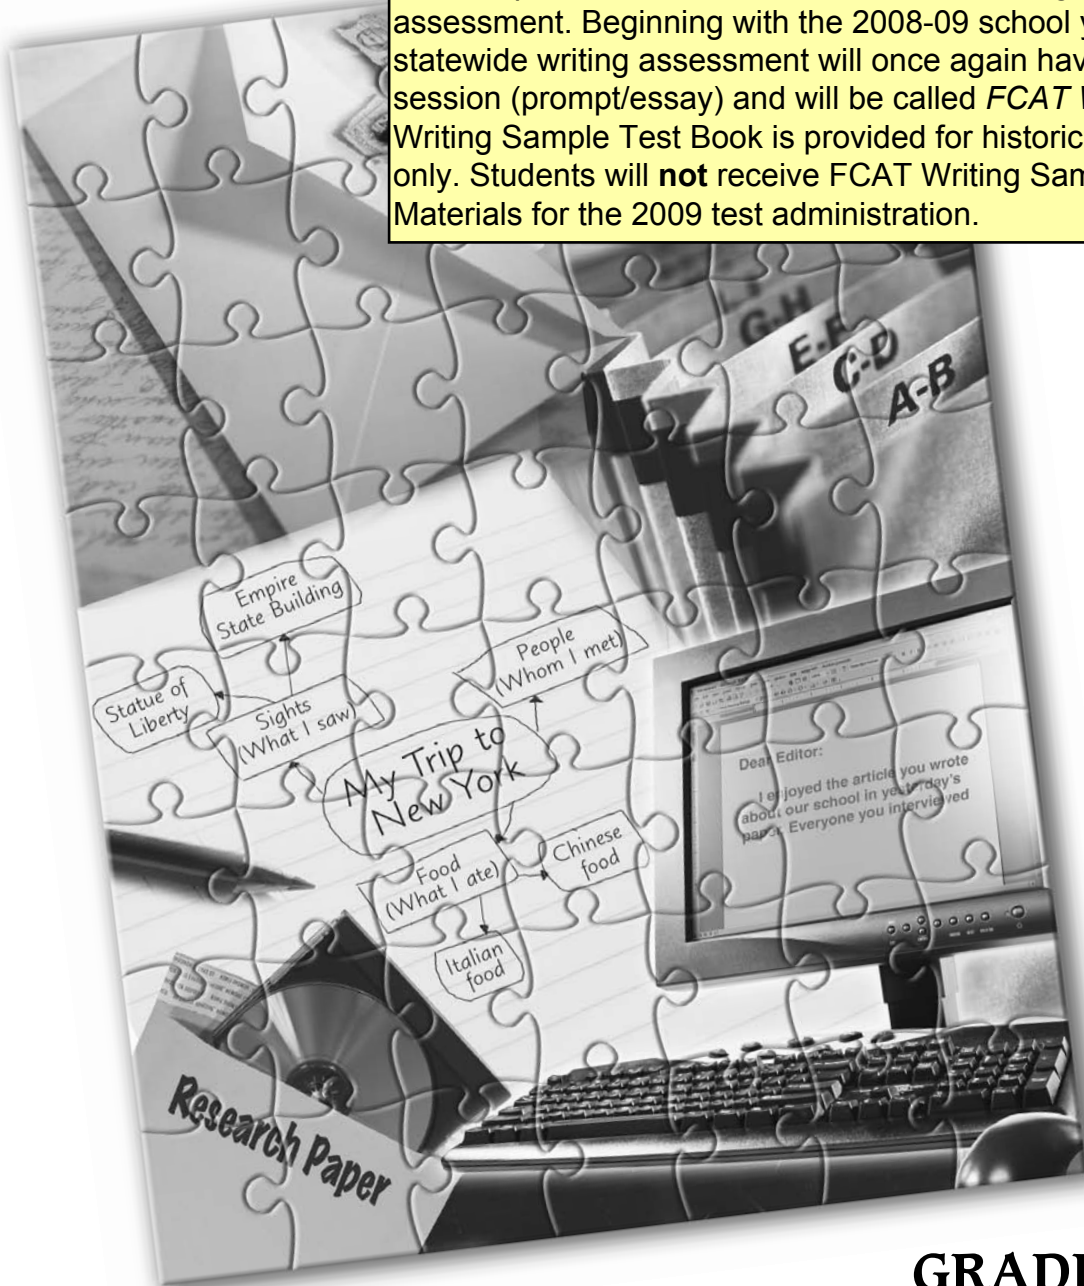 assessment. Beginning with the 2008-09 school
statewide writing assessment will once again
session (prompt/essay) and will be called FCAT
Writing Sample Test Book is provided for
only. Students will not receive FCAT Writing
Materials for the 2009 test administration.
G-H
E-F
C-D
A-B
Empire
State Building
People
(Whom I met)
Statue of
Liberty
Sights
(What I saw)
My Trip to
New York
Dear Editor:
I enjoyed the article you wrote
about our school in yesterday's
paper. Everyone you interviewed
Food
(What I ate)
Chinese
food
Italian
food
Research Paper